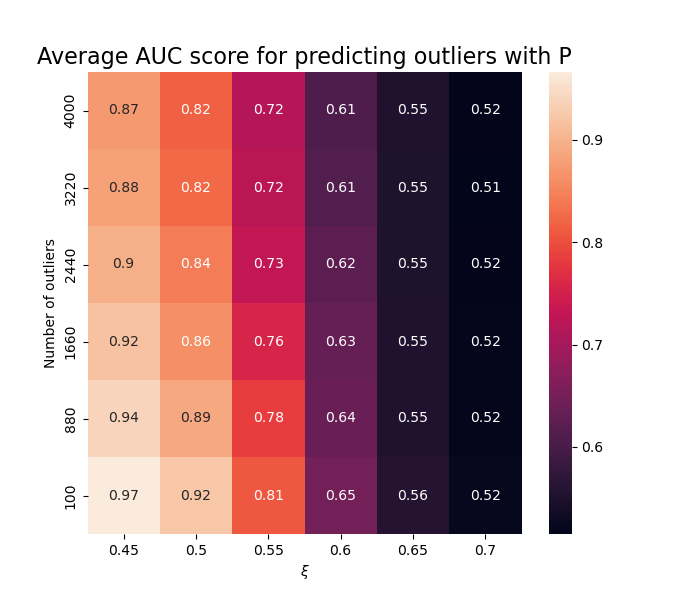 Average AUC score for predicting outliers with P
Number of outliers
4000 0.87 0.82 0.72 0.61 0.55 0.52
3220 0.88 0.82 0.72 0.61 0.55 0.51
2440 0.9 0.84 0.73 0.62 0.55 0.52
1660 0.92 0.86 0.76 0.63 0.55 0.52
880 0.94 0.89 0.78 0.64 0.55 0.52
100 0.97 0.92 0.81 0.65 0.56 0.52
0.45 0.5 0.55 0.6 0.65 0.7
ξ
0.9
0.8
0.7
0.6